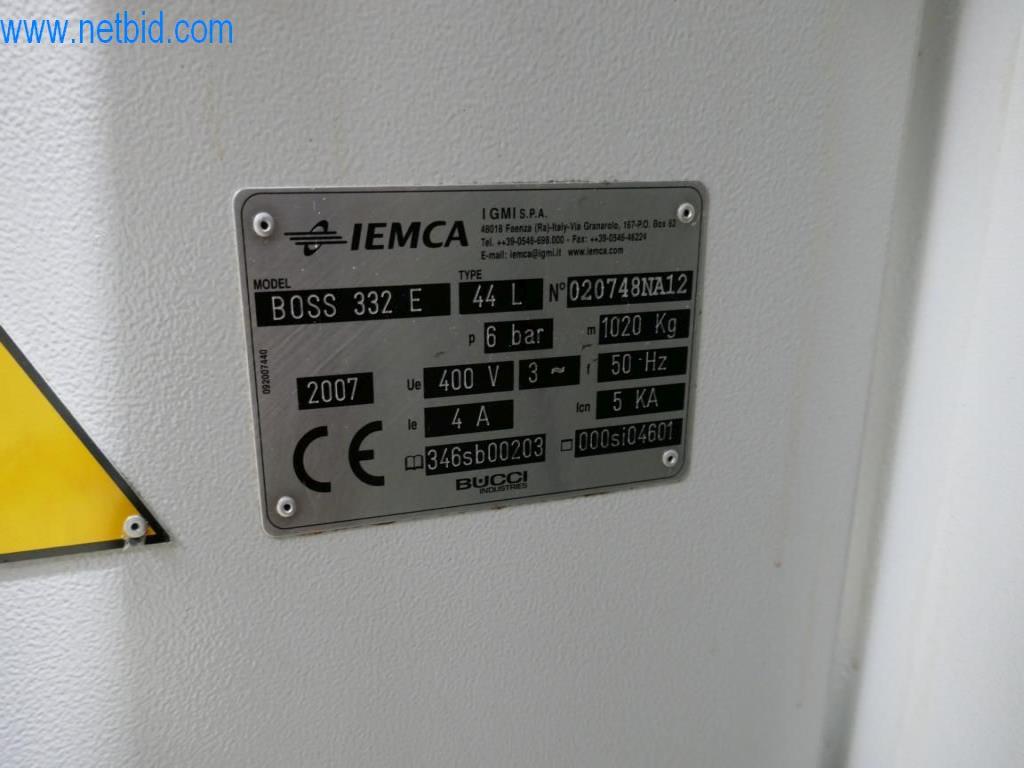 www.netbid.com
IEMCA
IGMI S.P.A.
48018 Faenza (Ra)-Italy-Via Granarolo, 167-P.O. Box 62
Tel. ++39-0546-698.000 - Fax: ++39-0546-46224
E-mail: iemca@igmi.it www.iemca.com
MODEL BOSS 332 E TYPE 44 L N° 020748NA12
p 6 bar m 1020 Kg
2007 Ue 400 V 3 ~ f 50 Hz
Ie 4 A Icn 5 KA
CE 346sb00203 000si04601
BUCCI
INDUSTRIES
092007440